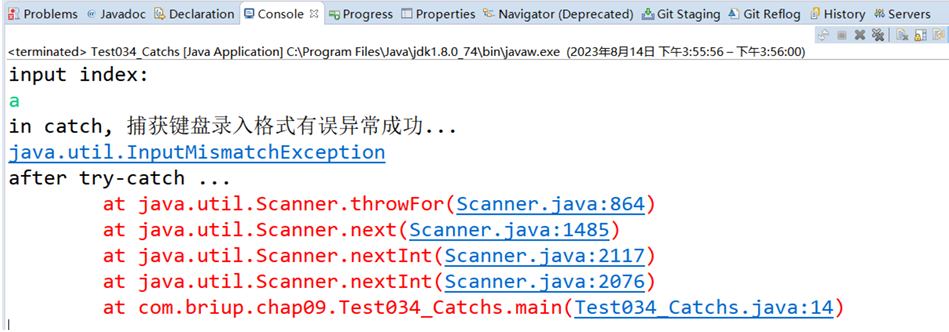 Problems Javadoc Declaration Console Progress Properties Navigator (Deprecated) Git Staging Git Reflog History Servers
<terminated> Test034_Catchs [Java Application] C:\Program Files\Java\jdk1.8.0_74\bin\javaw.exe (2023年8月14日 下午3:55:56 – 下午3:56:00)
input index:
a
in catch, 捕获键盘录入格式有误异常成功...
java.util.InputMismatchException
after try-catch ...
at java.util.Scanner.throwFor(Scanner.java:864)
at java.util.Scanner.next(Scanner.java:1485)
at java.util.Scanner.nextInt(Scanner.java:2117)
at java.util.Scanner.nextInt(Scanner.java:2076)
at com.briup.chap09.Test034_Catchs.main(Test034_Catchs.java:14)